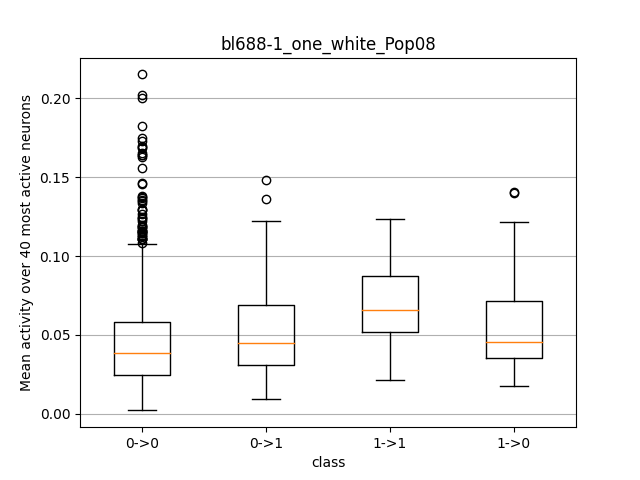 bl688-1_one_white_Pop08
Mean activity over 40 most active neurons
0.20
0.15
0.10
0.05
0.00
0->0 0->1 1->1 1->0
class